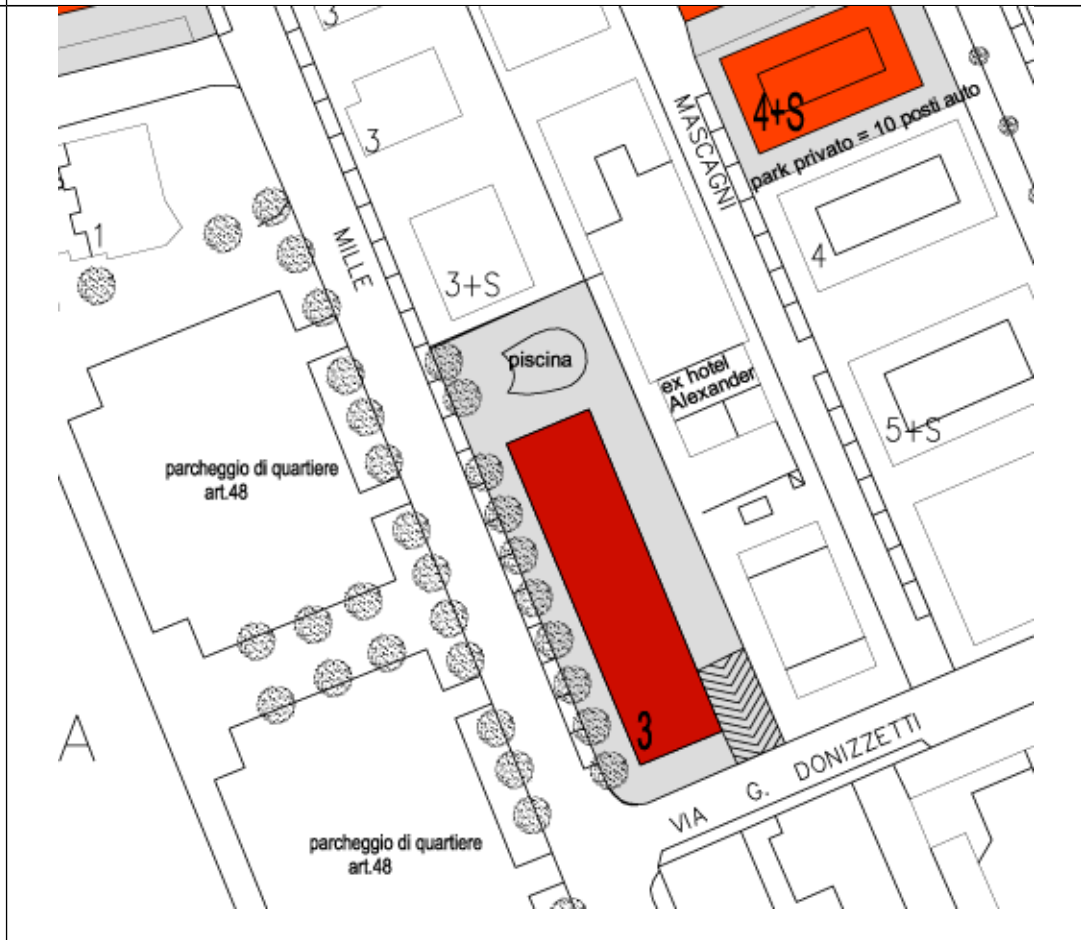 3
3
MASCAGNI
4+S
park privato = 10 posti auto
1
MILLE
3+S
4
piscina
ex hotel
Alexander
5+S
parcheggio di quartiere
art.48
3
A
VIA G. DONIZZETTI
parcheggio di quartiere
art.48